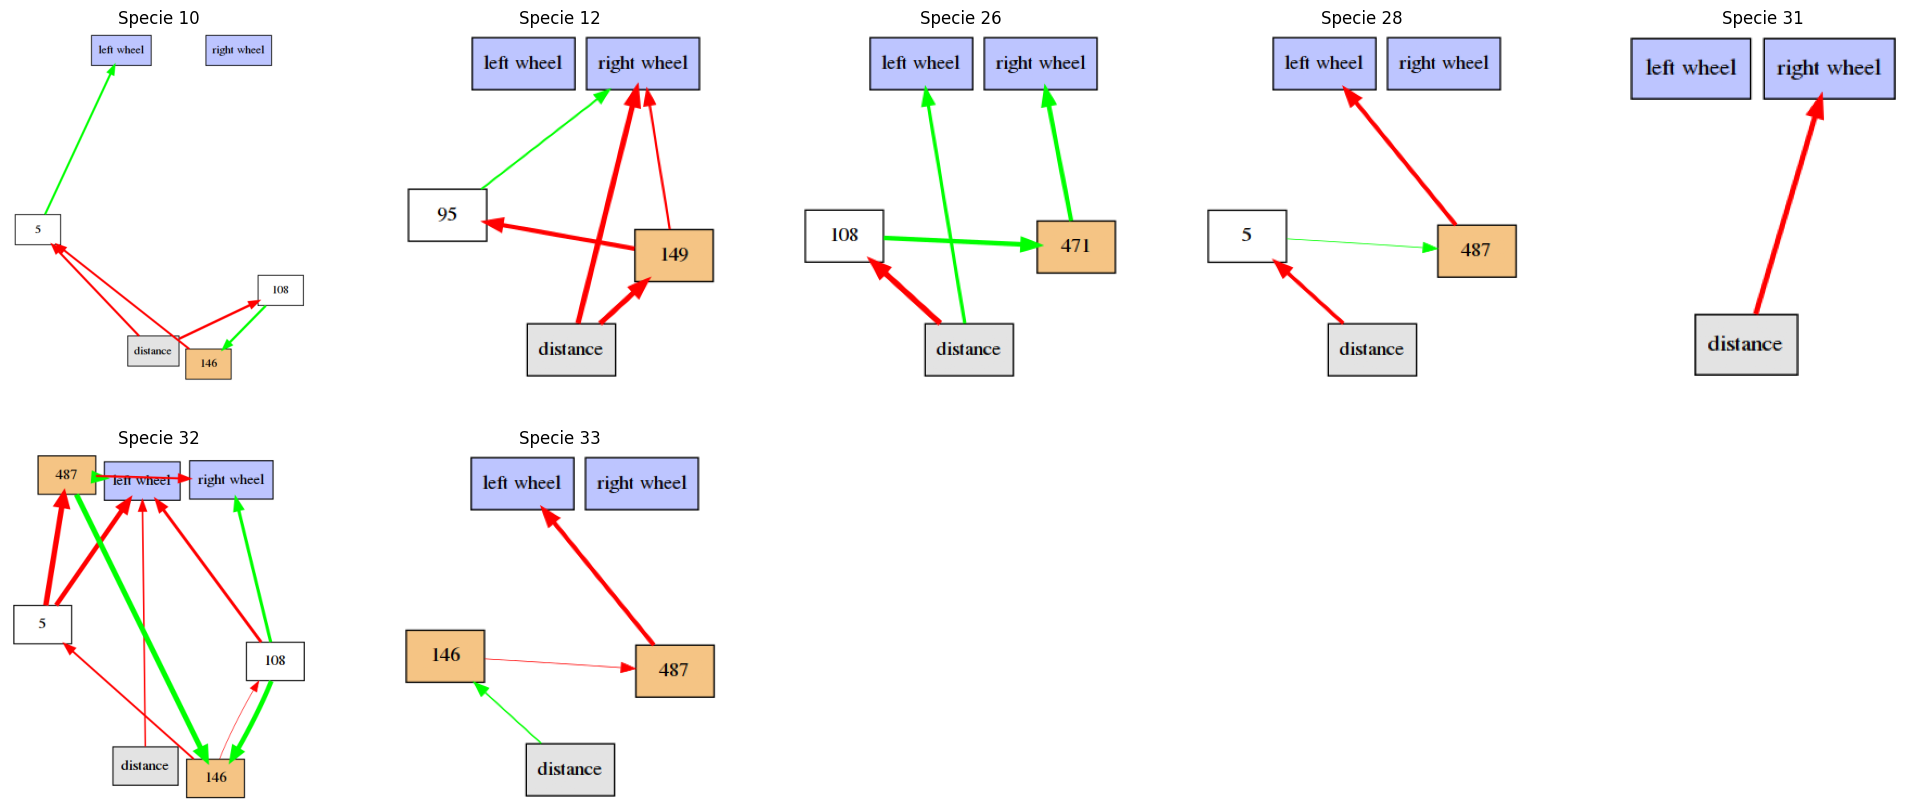 Specie 10
left wheel
right wheel
5
108
distance
146
Specie 12
left wheel
right wheel
95
149
distance
Specie 26
left wheel
right wheel
108
471
distance
Specie 28
left wheel
right wheel
5
487
distance
Specie 31
left wheel
right wheel
distance
Specie 32
487
left wheel
right wheel
5
108
distance
146
Specie 33
left wheel
right wheel
146
487
distance